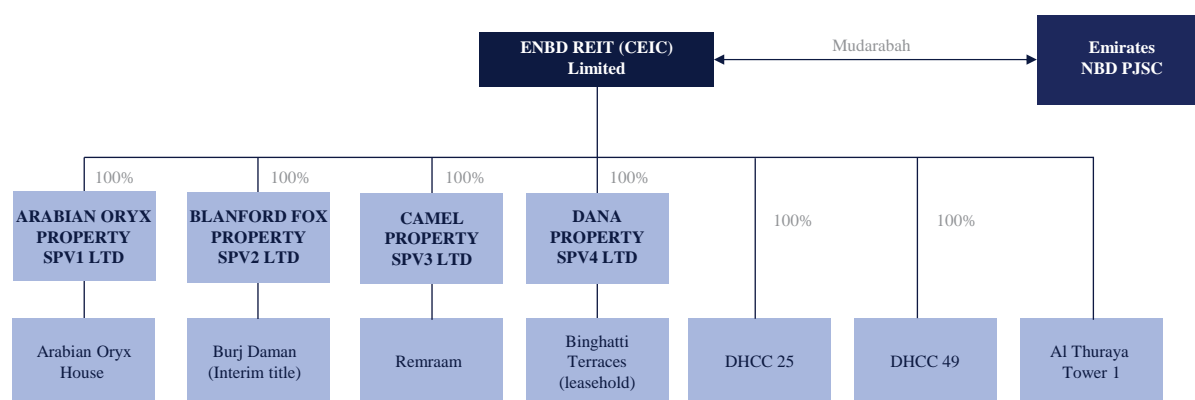 ENBD REIT (CEIC)
Limited
Mudarabah
Emirates
NBD PJSC
100%
100%
100%
100%
ARABIAN ORYX
PROPERTY
SPV1 LTD
BLANFORD FOX
PROPERTY
SPV2 LTD
CAMEL
PROPERTY
SPV3 LTD
DANA
PROPERTY
SPV4 LTD
100%
100%
Arabian Oryx
House
Burj Daman
(Interim title)
Remraam
Binghatti
Terraces
(leasehold)
DHCC 25
DHCC 49
Al Thuraya
Tower 1